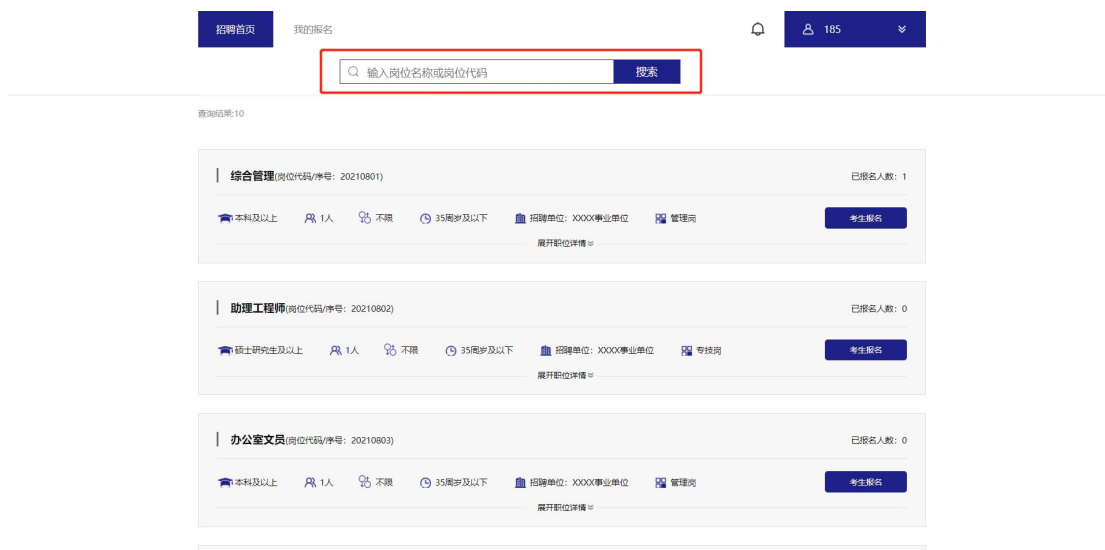 招聘首页 我的报名 185
输入岗位名称或岗位代码 搜索
查询结果:10
综合管理(岗位代码/序号：20210801) 已报名人数：1
本科及以上 1人 不限 35周岁及以下 招聘单位：XXXX事业单位 管理岗 考生报名
展开职位详情
助理工程师(岗位代码/序号：20210802) 已报名人数：0
硕士研究生及以上 1人 不限 35周岁及以下 招聘单位：XXXX事业单位 专技岗 考生报名
展开职位详情
办公室文员(岗位代码/序号：20210803) 已报名人数：0
本科及以上 1人 不限 35周岁及以下 招聘单位：XXXX事业单位 管理岗 考生报名
展开职位详情